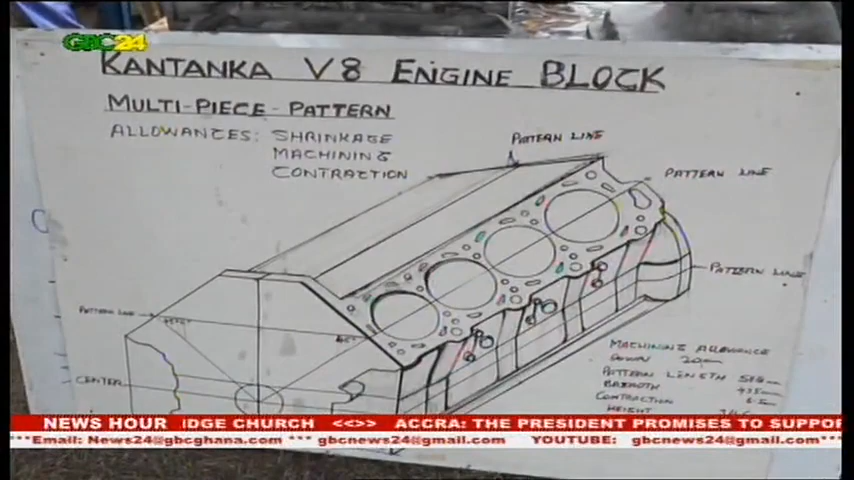 GBC24
KANTANKA V8 ENGINE BLOCK
MULTI-PIECE-PATTERN
ALLOWANCES: SHRINKAGE
MACHINING &
CONTRACTION
PATTERN LINE
PATTERN LINE
PATTERN LINE
PATTERN LINE
CENTER
MACHINING ALLOWANCE
20mm
PATTERN LENGTH
CONTRACTION
HEIGHT
NEWS HOUR IDGE CHURCH <<<>> ACCRA: THE PRESIDENT PROMISES TO SUPPOR
***Email: News24@gbcghana.com *** gbcnews24@gmail.com *** YOUTUBE: gbcnews24@gmail.com***